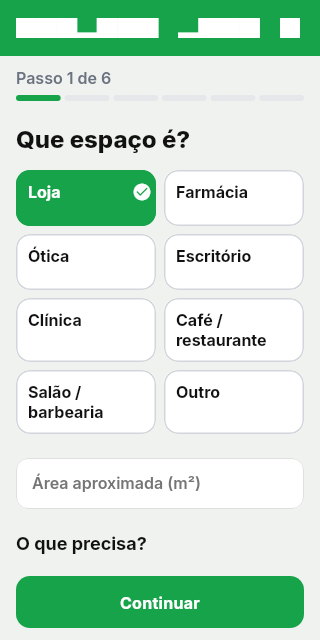 Passo 1 de 6
Que espaço é?
Loja
Farmácia
Ótica
Escritório
Clínica
Café /
restaurante
Salão /
barbearia
Outro
Área aproximada (m²)
O que precisa?
Continuar